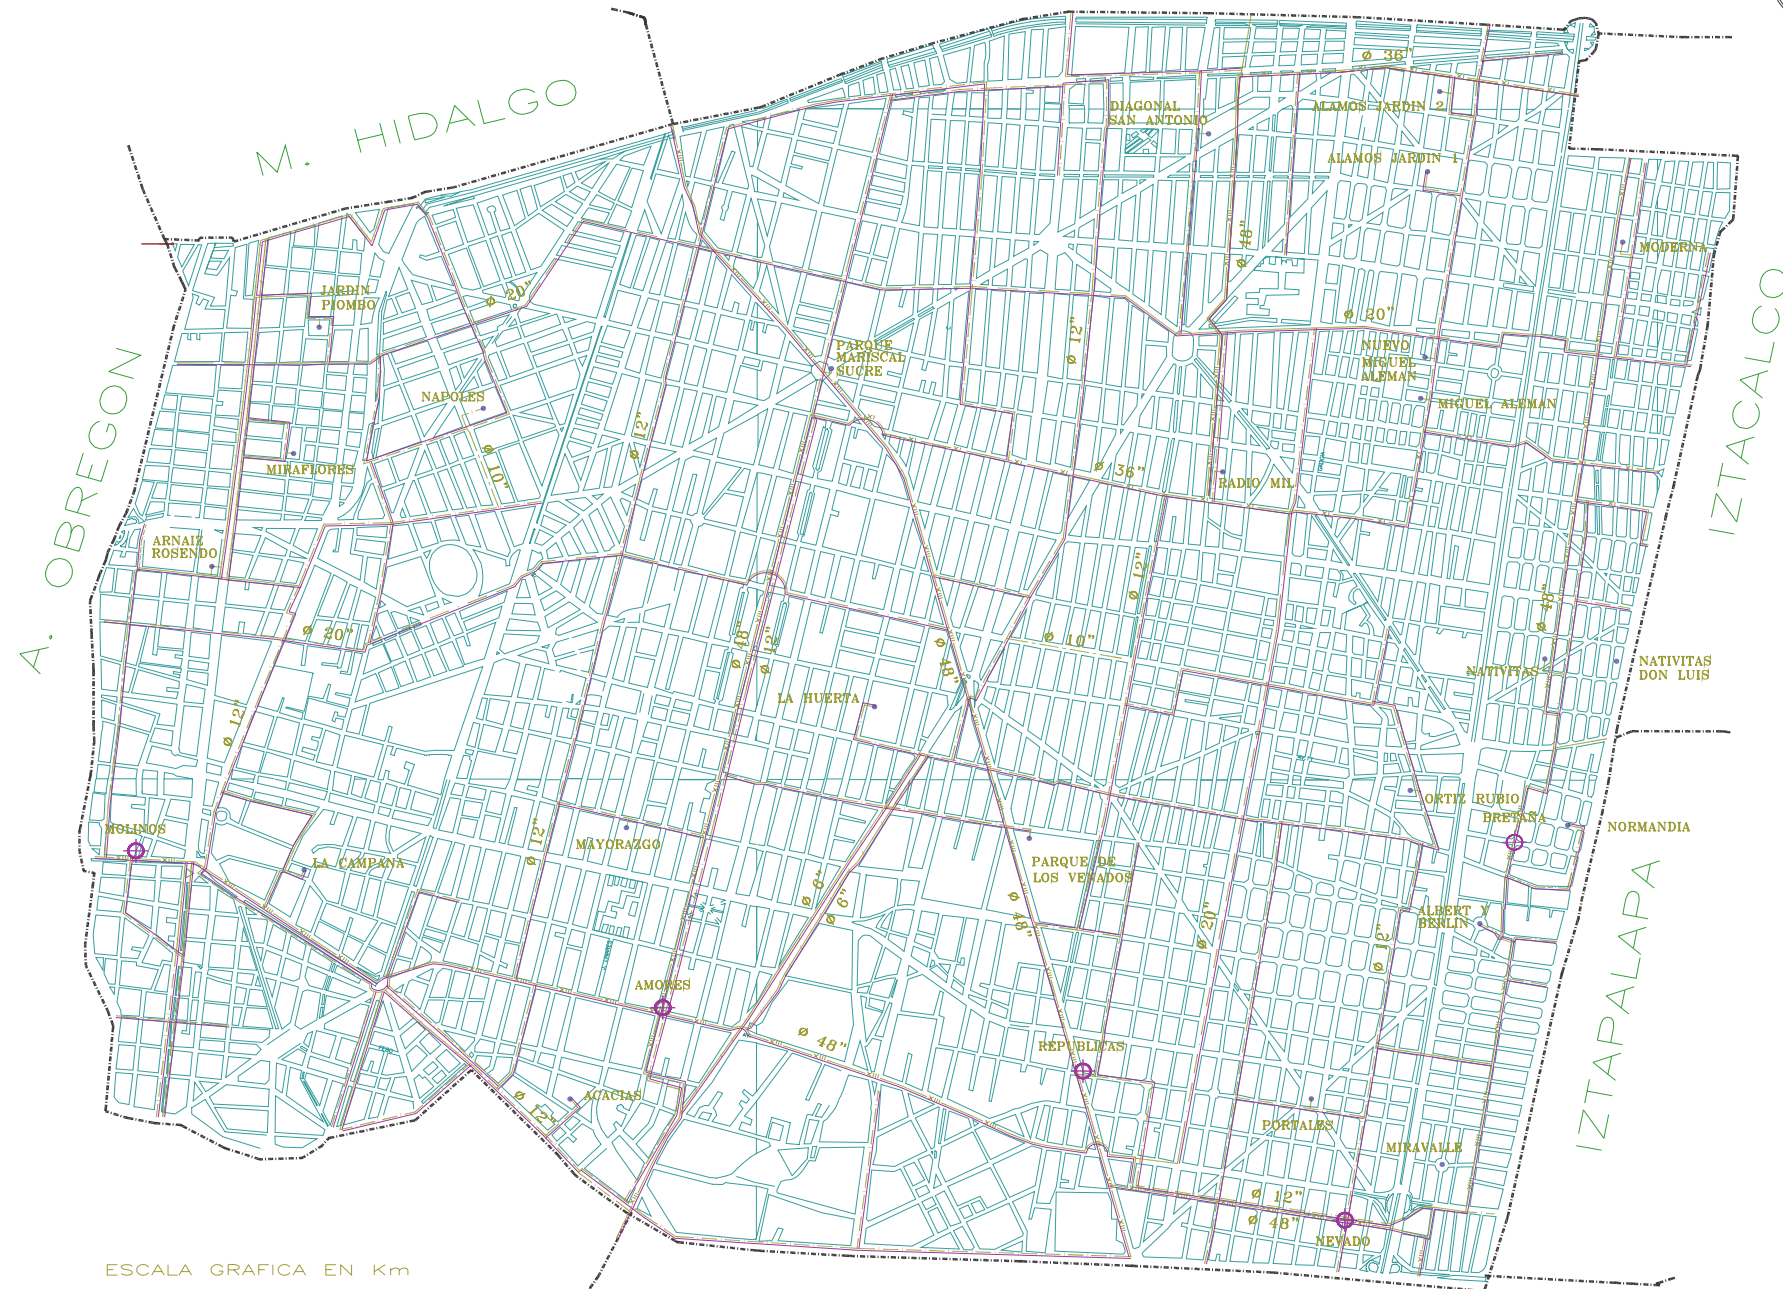 M. HIDALGO
A. OBREGON
IZTACALCO
IZTAPALAPA
ø 36"
DIAGONAL
SAN ANTONIO
ALAMOS JARDIN 2
ALAMOS JARDIN 1
MODERNA
ø 48"
JARDIN
PIOMBO
ø 20"
ø 12"
ø 20"
PARQUE
MARISCAL
SUCRE
NUEVO
MIGUEL
ALEMAN
MIGUEL ALEMAN
NAPOLES
ø 12"
ø 10"
MIRAFLORES
ø 36"
RADIO MIL
ARNAIZ
ROSENDO
ø 12"
ø 48"
ø 20"
ø 48"
ø 12"
ø 48"
ø 10"
NATIVITAS
NATIVITAS
DON LUIS
LA HUERTA
ø 12"
ORTIZ RUBIO
BRETAÑA
NORMANDIA
MOLINOS
ø 12"
MAYORAZGO
LA CAMPANA
PARQUE DE
LOS VENADOS
ø 8"
ø 6"
ø 48"
ø 20"
ø 12"
ALBERT Y
BERLIN
AMORES
ø 48"
REPUBLICAS
ACACIAS
ø 12"
PORTALES
MIRAVALLE
ø 12"
ø 48"
NEVADO
ESCALA GRAFICA EN Km